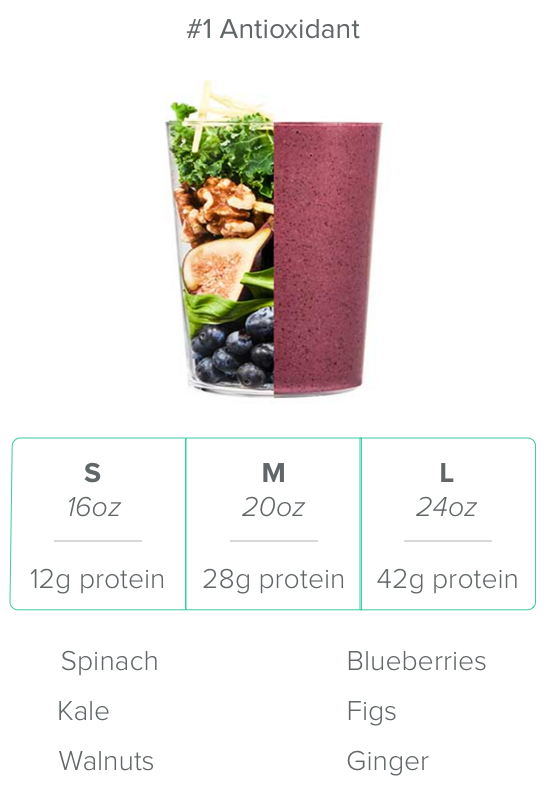 #1 Antioxidant
S
16oz
12g protein
M
20oz
28g protein
L
24oz
42g protein
Spinach
Kale
Walnuts
Blueberries
Figs
Ginger